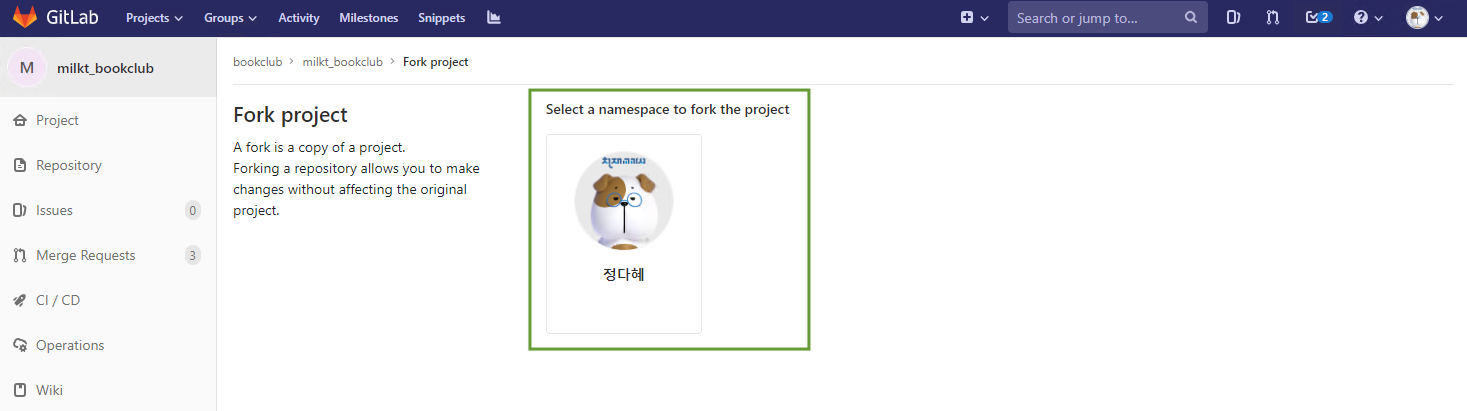 GitLab Projects Groups Activity Milestones Snippets Search or jump to... 2
M milkt_bookclub
bookclub > milkt_bookclub > Fork project
Project
Repository
Issues 0
Merge Requests 3
CI / CD
Operations
Wiki
Fork project
A fork is a copy of a project.
Forking a repository allows you to make
changes without affecting the original
project.
Select a namespace to fork the project
정다혜